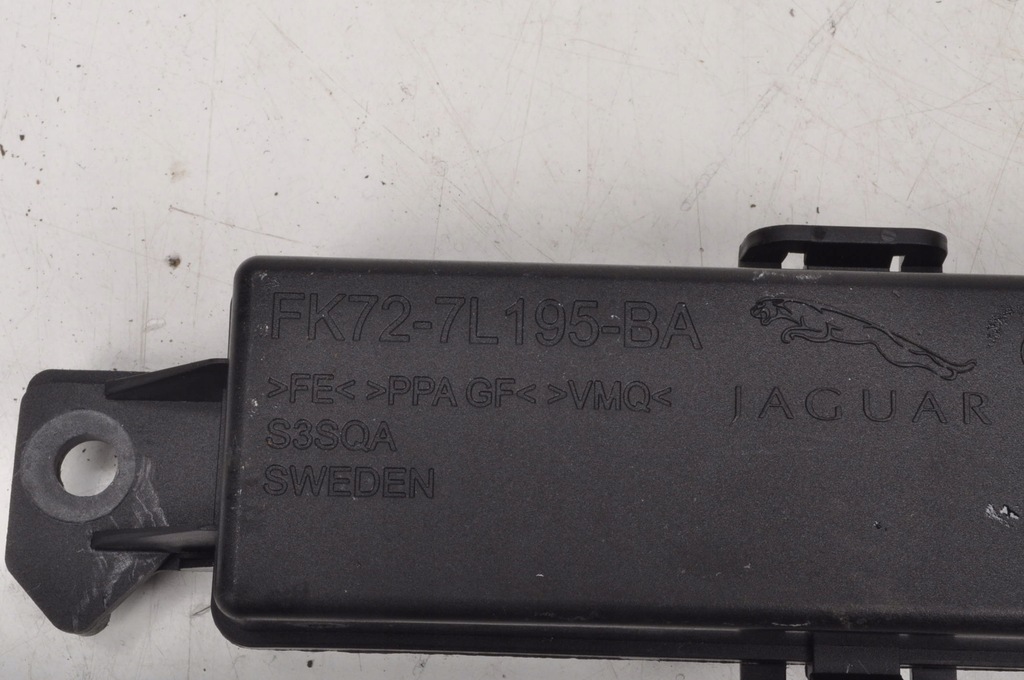 FK72-7L195-BA
>FE< >PPA GF< >VMQ<
S3SQA
SWEDEN
JAGUAR